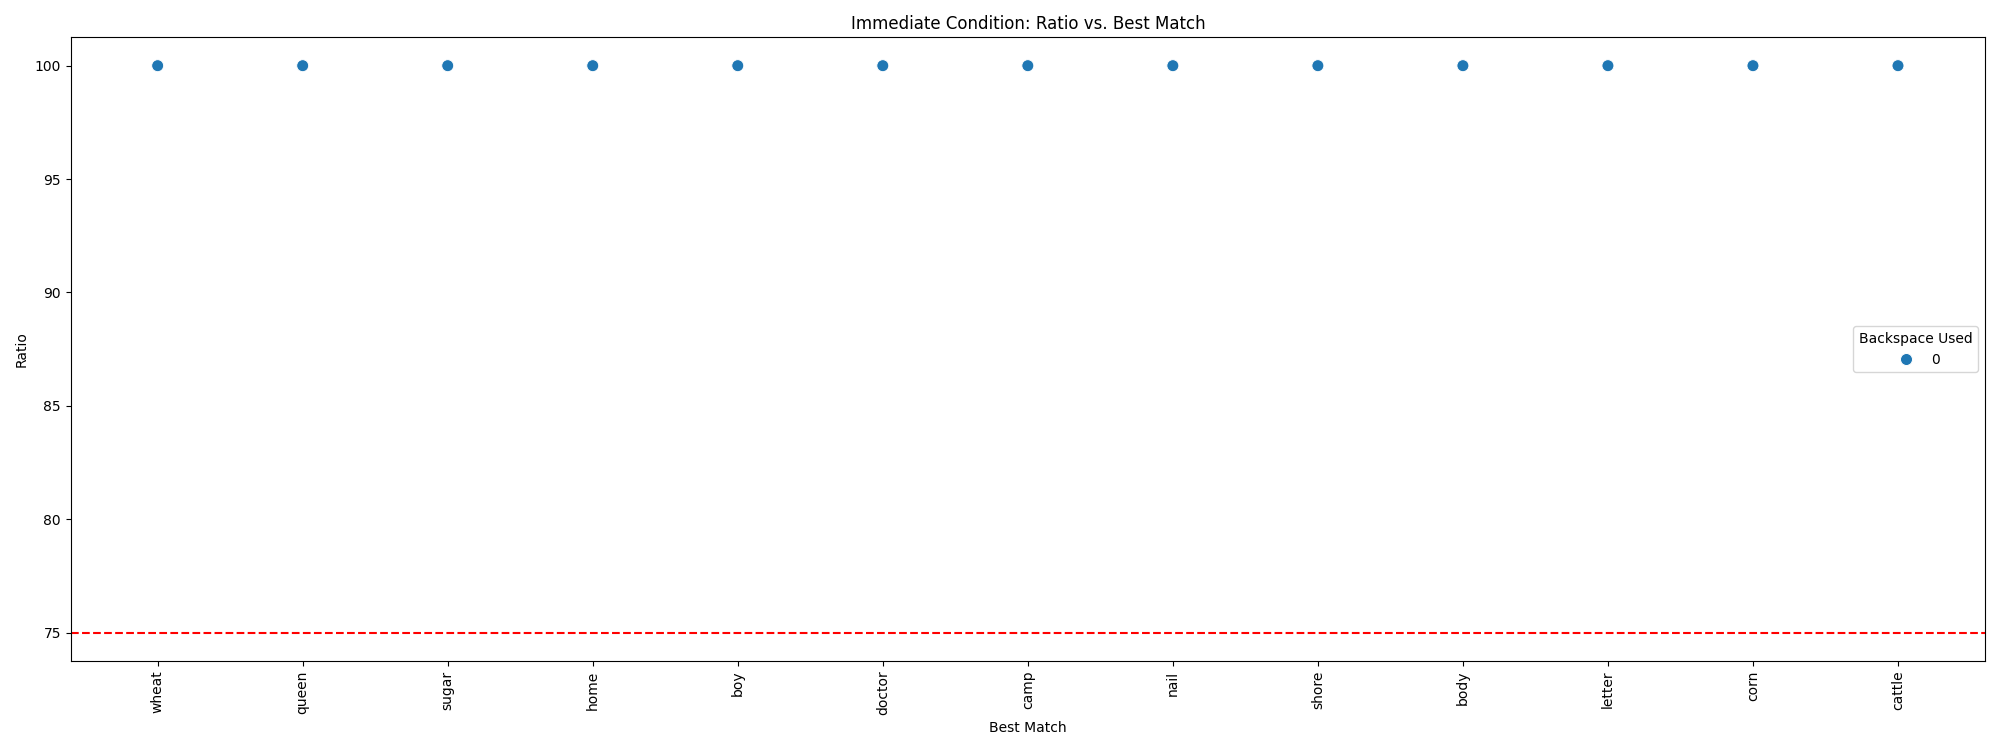 Immediate Condition: Ratio vs. Best Match
100
95
90
85
80
75
Ratio
Backspace Used
0
wheat
queen
sugar
home
boy
doctor
camp
nail
shore
body
letter
corn
cattle
Best Match